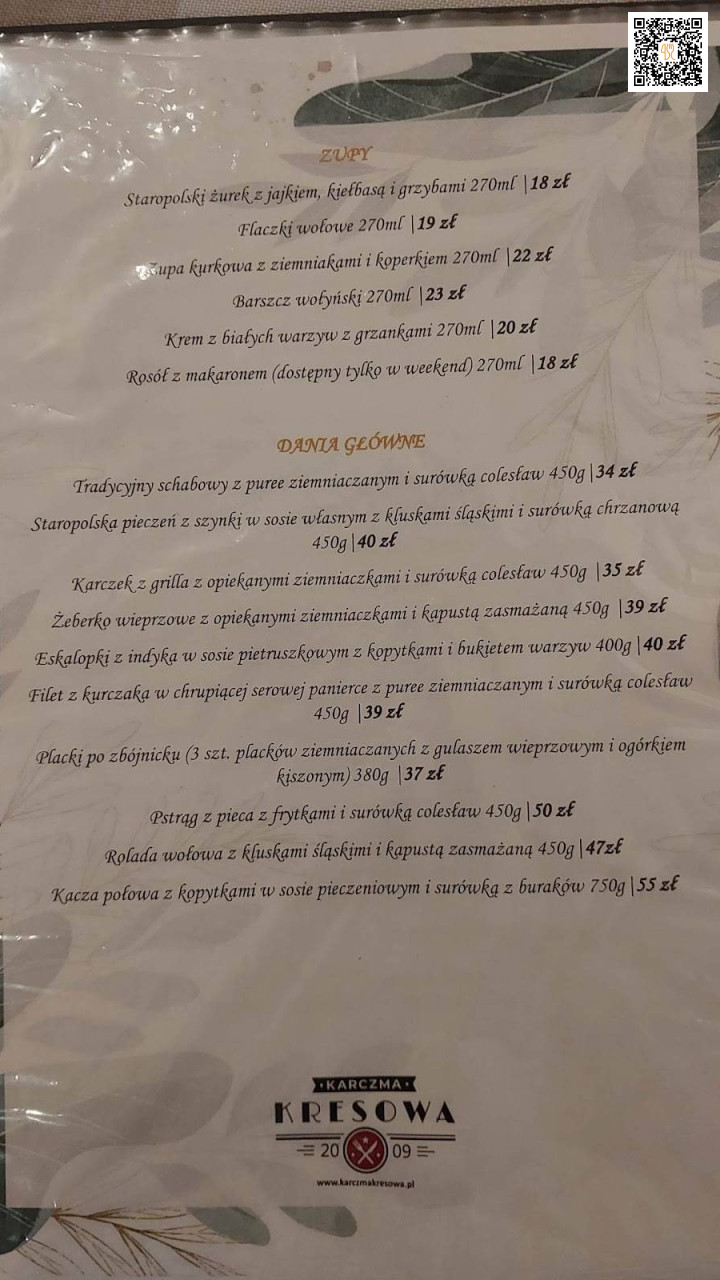 ZUPY
Staropolski żurek z jajkiem, kiełbasą i grzybami 270ml |18 zł
Flaczki wołowe 270ml |19 zł
Zupa kurkowa z ziemniakami i koperkiem 270ml |22 zł
Barszcz wołyński 270ml |23 zł
Krem z białych warzyw z grzankami 270ml |20 zł
Rosół z makaronem (dostępny tylko w weekend) 270ml |18 zł
DANIA GŁÓWNE
Tradycyjny schabowy z puree ziemniaczanym i surówką colesław 450g|34 zł
Staropolska pieczeń z szynki w sosie własnym z kluskami śląskimi i surówką chrzanową
450g|40 zł
Karczek z grilla z opiekanymi ziemniaczkami i surówką colesław 450g |35 zł
Żeberko wieprzowe z opiekanymi ziemniaczkami i kapustą zasmażaną 450g |39 zł
Eskalopki z indyka w sosie pietruszkowym z kopytkami i bukietem warzyw 400g|40 zł
Filet z kurczaka w chrupiącej serowej panierce z puree ziemniaczanym i surówką colesław
450g |39 zł
Placki po zbójnicku (3 szt. placków ziemniaczanych z gulaszem wieprzowym i ogórkiem
kiszonym) 380g |37 zł
Pstrąg z pieca z frytkami i surówką colesław 450g|50 zł
Rolada wołowa z kluskami śląskimi i kapustą zasmażaną 450g|47zł
Kacza połowa z kopytkami w sosie pieczeniowym i surówką z buraków 750g|55 zł
KARCZMA
KRESOWA
20 09
www.karczmakresowa.pl